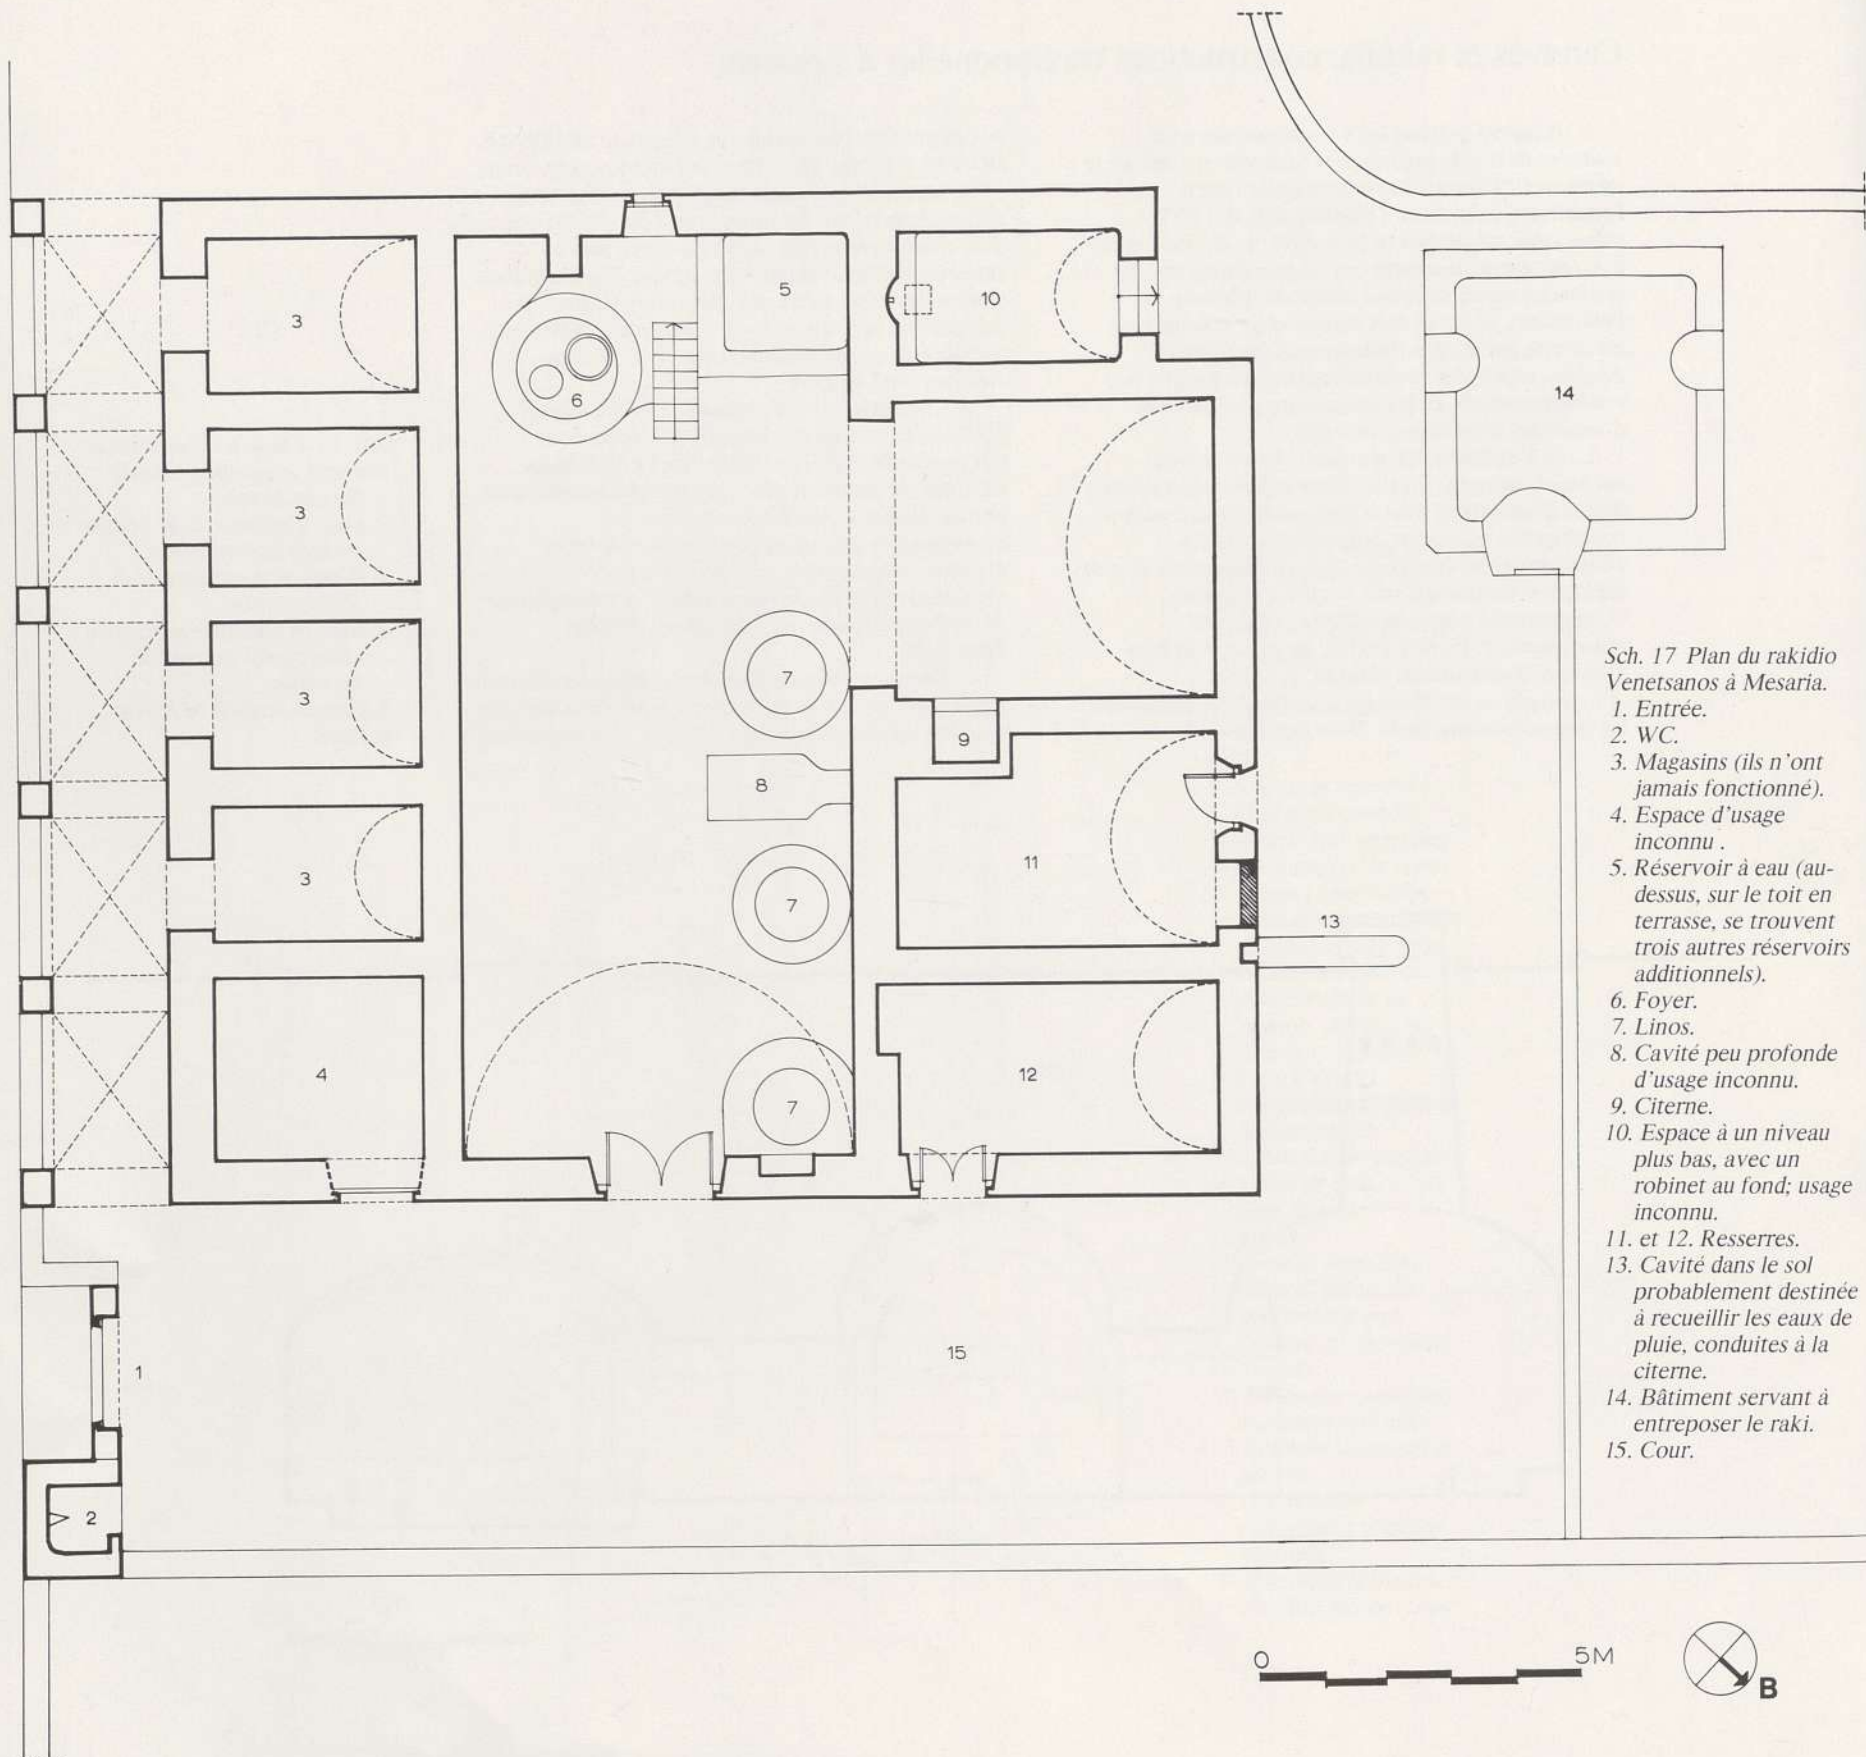 3
5
10
6
14
3
3
7
9
8
3
11
7
13
4
12
7
1
15
2
Sch. 17 Plan du rakidio
Venetsanos à Mesaria.
1. Entrée.
2. WC.
3. Magasins (ils n'ont
jamais fonctionné).
4. Espace d'usage
inconnu .
5. Réservoir à eau (au-
dessus, sur le toit en
terrasse, se trouvent
trois autres réservoirs
additionnels).
6. Foyer.
7. Linos.
8. Cavité peu profonde
d'usage inconnu.
9. Citerne.
10. Espace à un niveau
plus bas, avec un
robinet au fond; usage
inconnu.
11. et 12. Resserres.
13. Cavité dans le sol
probablement destinée
à recueillir les eaux de
pluie, conduites à la
citerne.
14. Bâtiment servant à
entreposer le raki.
15. Cour.
0 5M
B